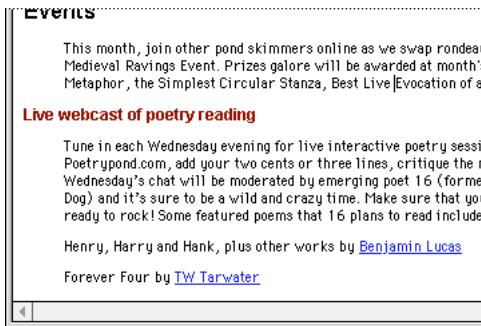 Events
This month, join other pond skimmers online as we swap rondea
Medieval Ravings Event. Prizes galore will be awarded at month'
Metaphor, the Simplest Circular Stanza, Best Live Evocation of a
Live webcast of poetry reading
Tune in each Wednesday evening for live interactive poetry sessi
Poetrypond.com, add your two cents or three lines, critique the
Wednesday's chat will be moderated by emerging poet 16 (forme
Dog) and it's sure to be a wild and crazy time. Make sure that you
ready to rock! Some featured poems that 16 plans to read include
Henry, Harry and Hank, plus other works by Benjamin Lucas
Forever Four by TW Tarwater